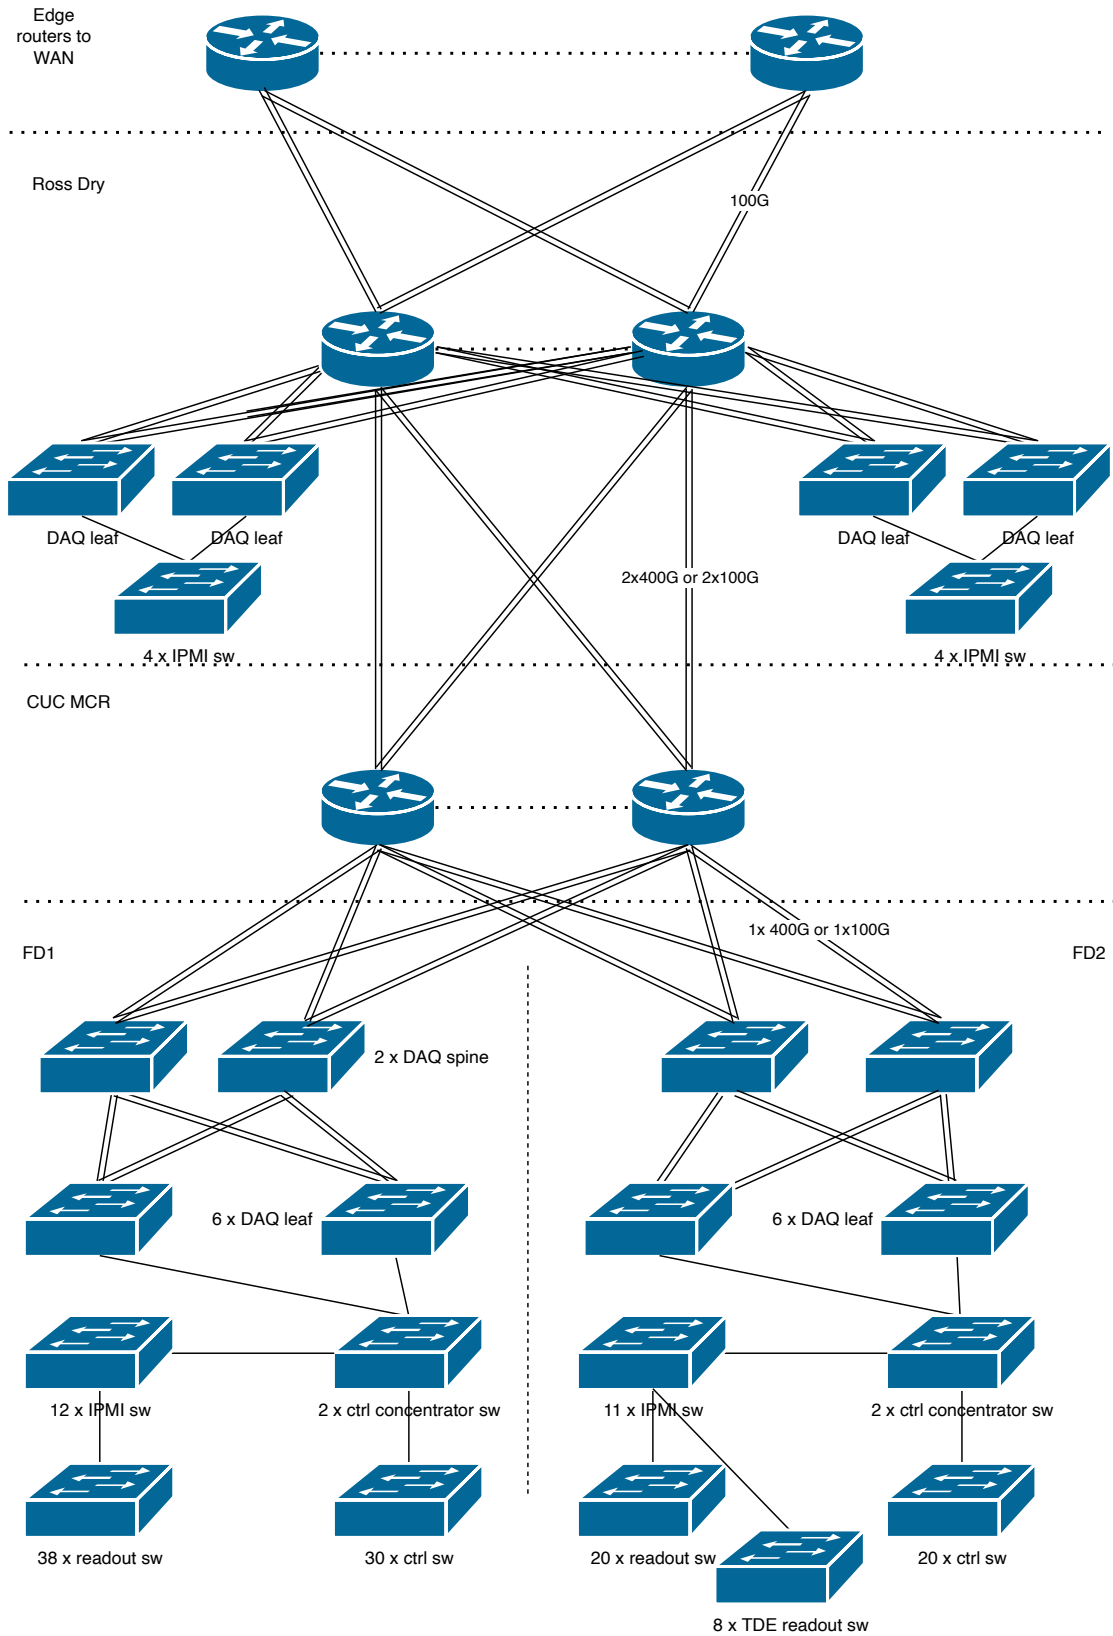 Edge
routers to
WAN
Ross Dry
100G
DAQ leaf
DAQ leaf
DAQ leaf
DAQ leaf
2x400G or 2x100G
4 x IPMI sw
4 x IPMI sw
CUC MCR
1x 400G or 1x100G
FD1
FD2
2 x DAQ spine
6 x DAQ leaf
6 x DAQ leaf
12 x IPMI sw
2 x ctrl concentrator sw
11 x IPMI sw
2 x ctrl concentrator sw
38 x readout sw
30 x ctrl sw
20 x readout sw
20 x ctrl sw
8 x TDE readout sw